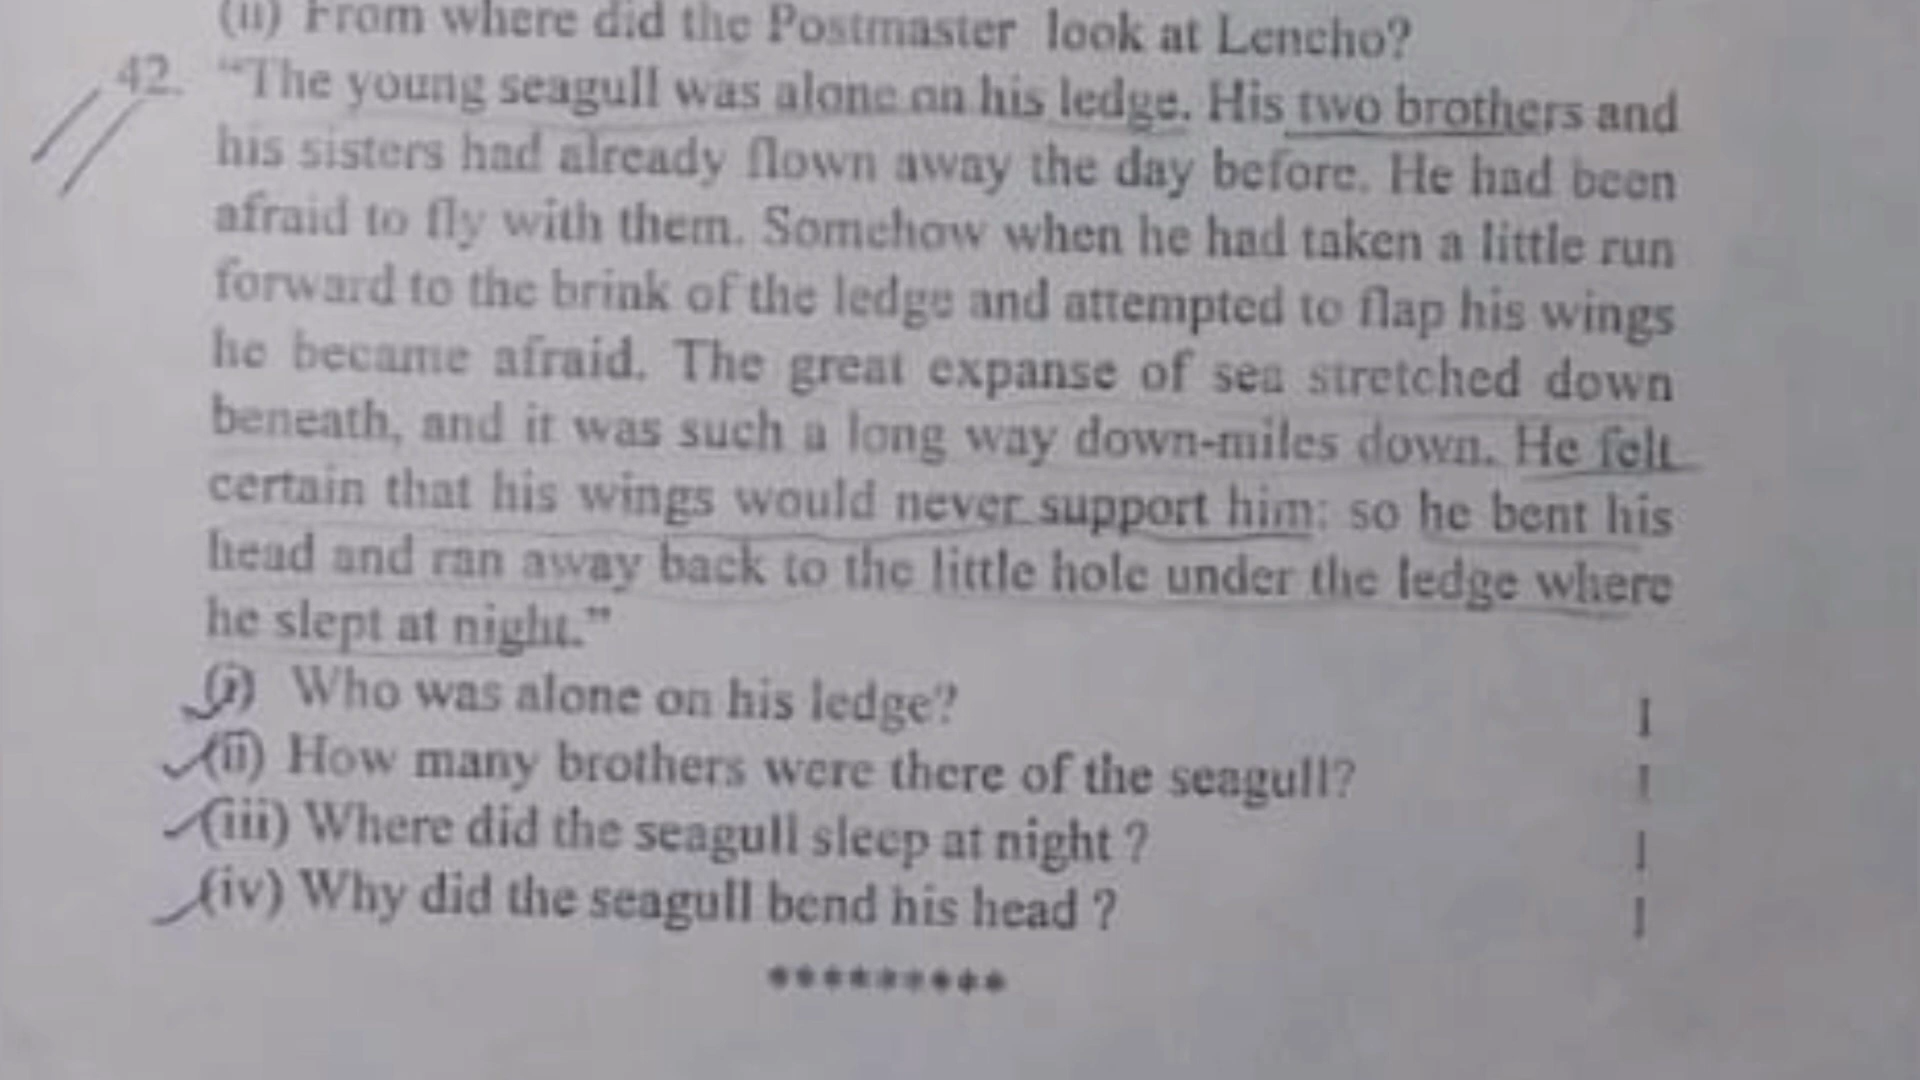 (ii) From where did the Postmaster look at Lencho?
42. “The young seagull was alone on his ledge. His two brothers and
his sisters had already flown away the day before. He had been
afraid to fly with them. Somehow when he had taken a little run
forward to the brink of the ledge and attempted to flap his wings
he became afraid. The great expanse of sea stretched down
beneath, and it was such a long way down-miles down. He felt
certain that his wings would never support him; so he bent his
head and ran away back to the little hole under the ledge where
he slept at night.”
(i) Who was alone on his ledge? 1
(ii) How many brothers were there of the seagull? 1
(iii) Where did the seagull sleep at night ? 1
(iv) Why did the seagull bend his head ? 1
*********